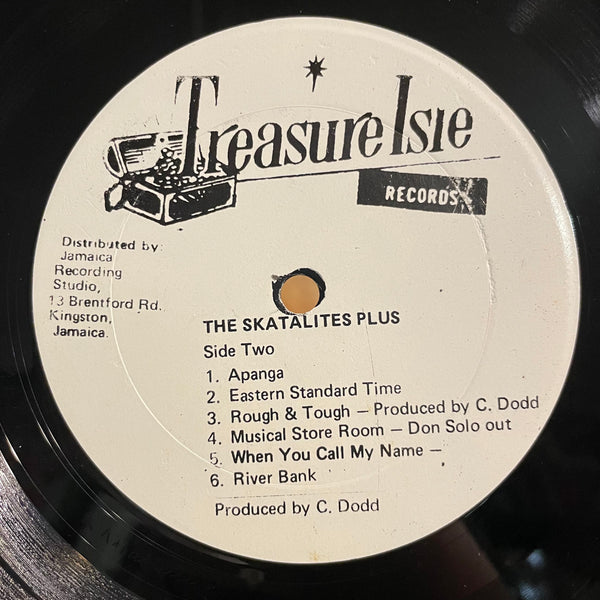 Treasure Isle
RECORDS
Distributed by:
Jamaica
Recording
Studio,
13 Brentford Rd.
Kingston,
Jamaica.
THE SKATALITES PLUS
Side Two
1. Apanga
2. Eastern Standard Time
3. Rough & Tough – Produced by C. Dodd
4. Musical Store Room – Don Solo out
5. When You Call My Name –
6. River Bank
Produced by C. Dodd